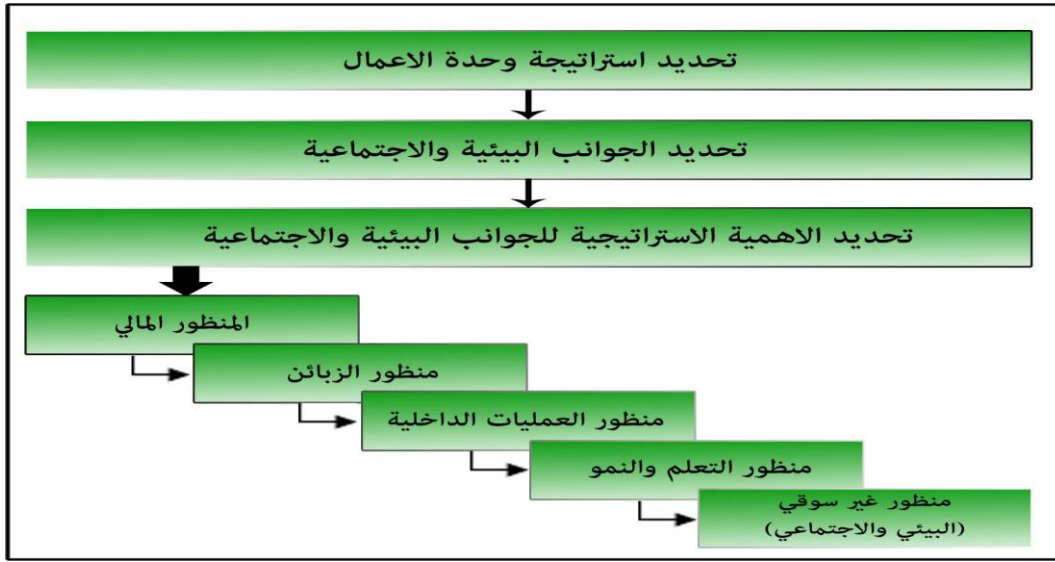 تحديد استراتيجة وحدة الاعمال
تحديد الجوانب البيئية والاجتماعية
تحديد الاهمية الاستراتيجية للجوانب البيئية والاجتماعية
المنظور المالي
منظور الزبائن
منظور العمليات الداخلية
منظور التعلم والنمو
منظور غير سوقي
(البيئي والاجتماعي)